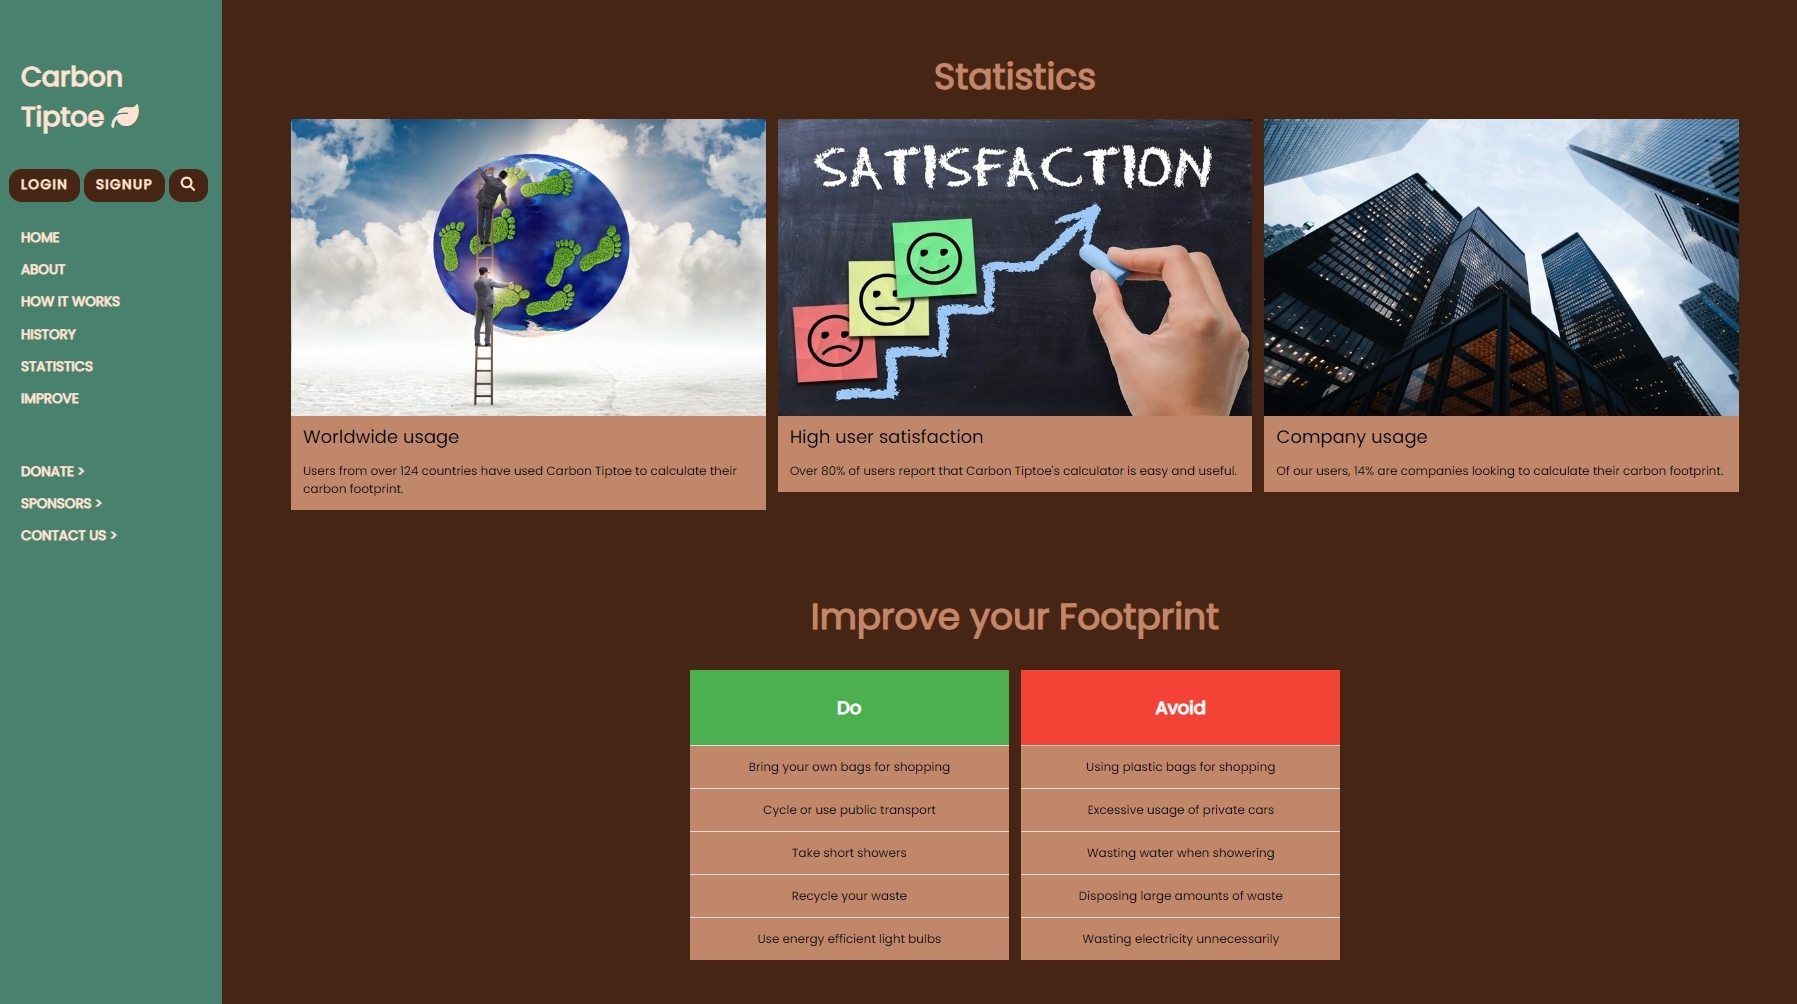 Carbon
Tiptoe
LOGIN
SIGNUP
HOME
ABOUT
HOW IT WORKS
HISTORY
STATISTICS
IMPROVE
DONATE >
SPONSORS >
CONTACT US >
Statistics
SATISFACTION
Worldwide usage
Users from over 124 countries have used Carbon Tiptoe to calculate their
carbon footprint.
High user satisfaction
Over 80% of users report that Carbon Tiptoe's calculator is easy and useful.
Company usage
Of our users, 14% are companies looking to calculate their carbon footprint.
Improve your Footprint
Do
Bring your own bags for shopping
Cycle or use public transport
Take short showers
Recycle your waste
Use energy efficient light bulbs
Avoid
Using plastic bags for shopping
Excessive usage of private cars
Wasting water when showering
Disposing large amounts of waste
Wasting electricity unnecessarily